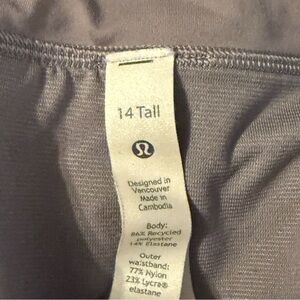 14 Tall
Designed in
Vancouver
Made in
Cambodia
Body:
86% Recycled
polyester
14% Elastane
Outer
waistband:
77% Nylon
23% Lycra®
elastane